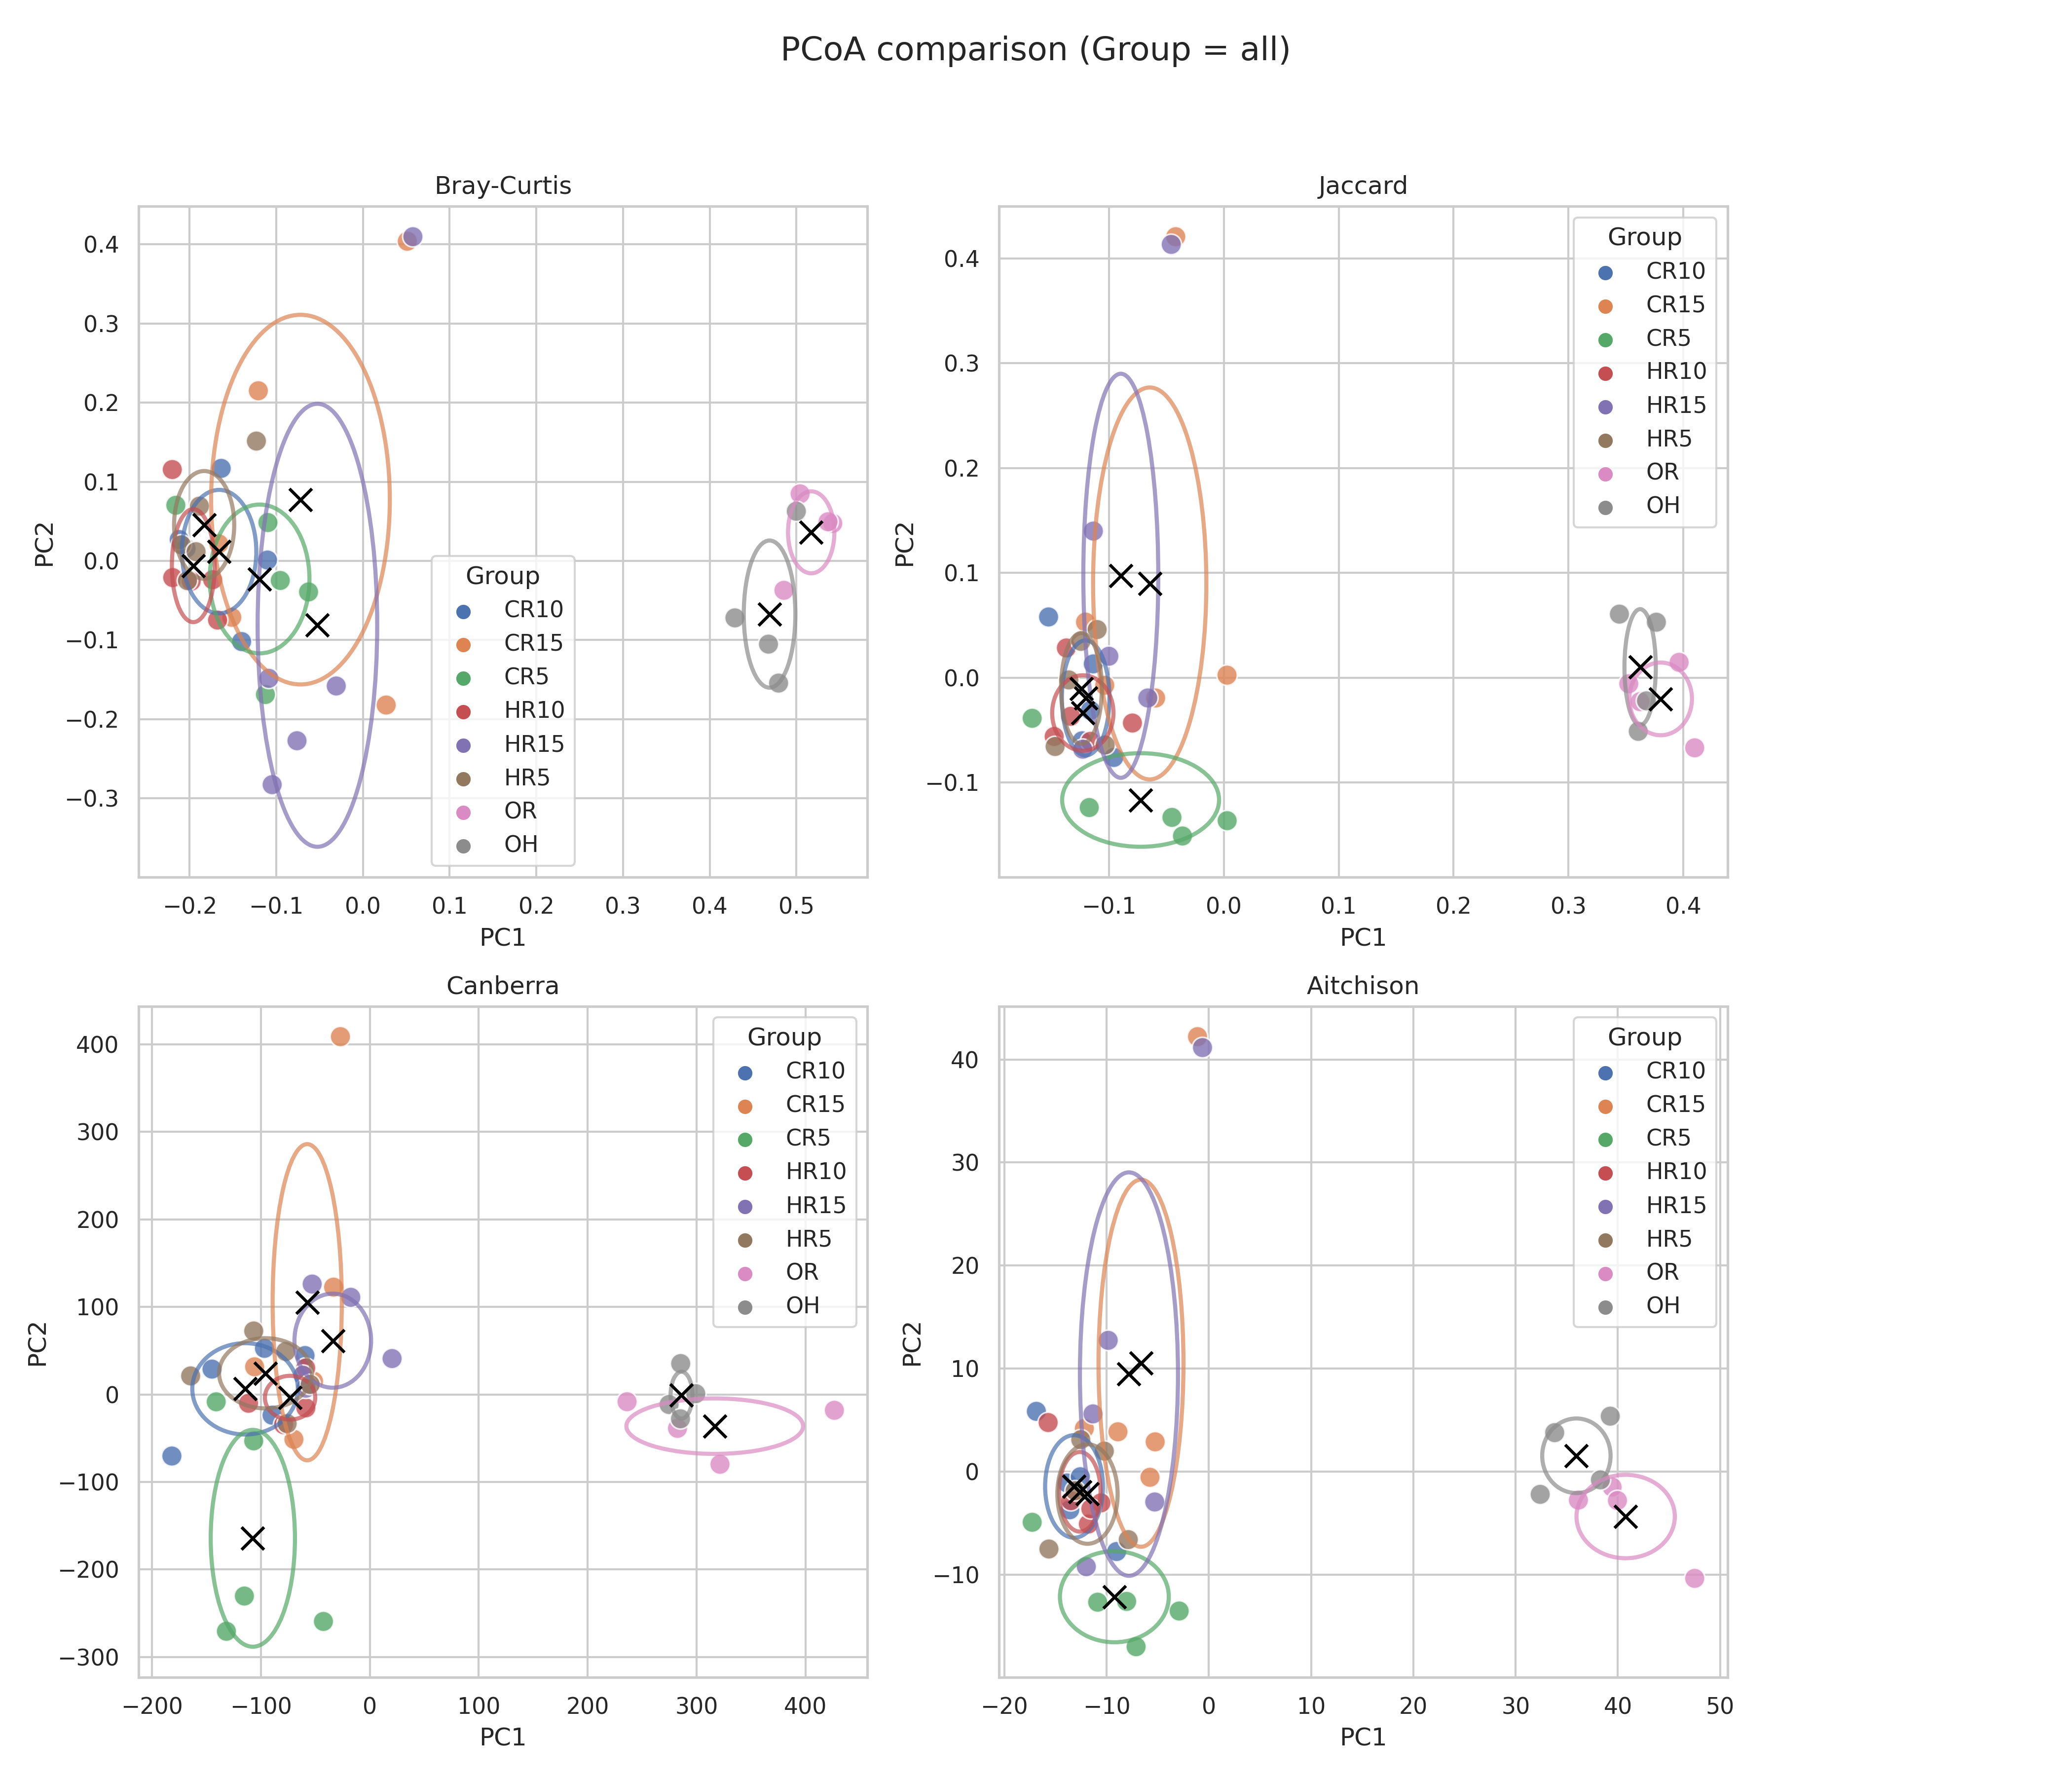 PCoA comparison (Group = all)
Bray-Curtis
PC2
0.4
0.3
0.2
0.1
0.0
−0.1
−0.2
−0.3
−0.2
−0.1
0.0
0.1
0.2
0.3
0.4
0.5
PC1
Group
CR10
CR15
CR5
HR10
HR15
HR5
OR
OH
Jaccard
PC2
0.4
0.3
0.2
0.1
0.0
−0.1
−0.1
0.0
0.1
0.2
0.3
0.4
PC1
Group
CR10
CR15
CR5
HR10
HR15
HR5
OR
OH
Canberra
PC2
400
300
200
100
0
−100
−200
−300
−200
−100
0
100
200
300
400
PC1
Group
CR10
CR15
CR5
HR10
HR15
HR5
OR
OH
Aitchison
PC2
40
30
20
10
0
−10
−20
−10
0
10
20
30
40
50
PC1
Group
CR10
CR15
CR5
HR10
HR15
HR5
OR
OH